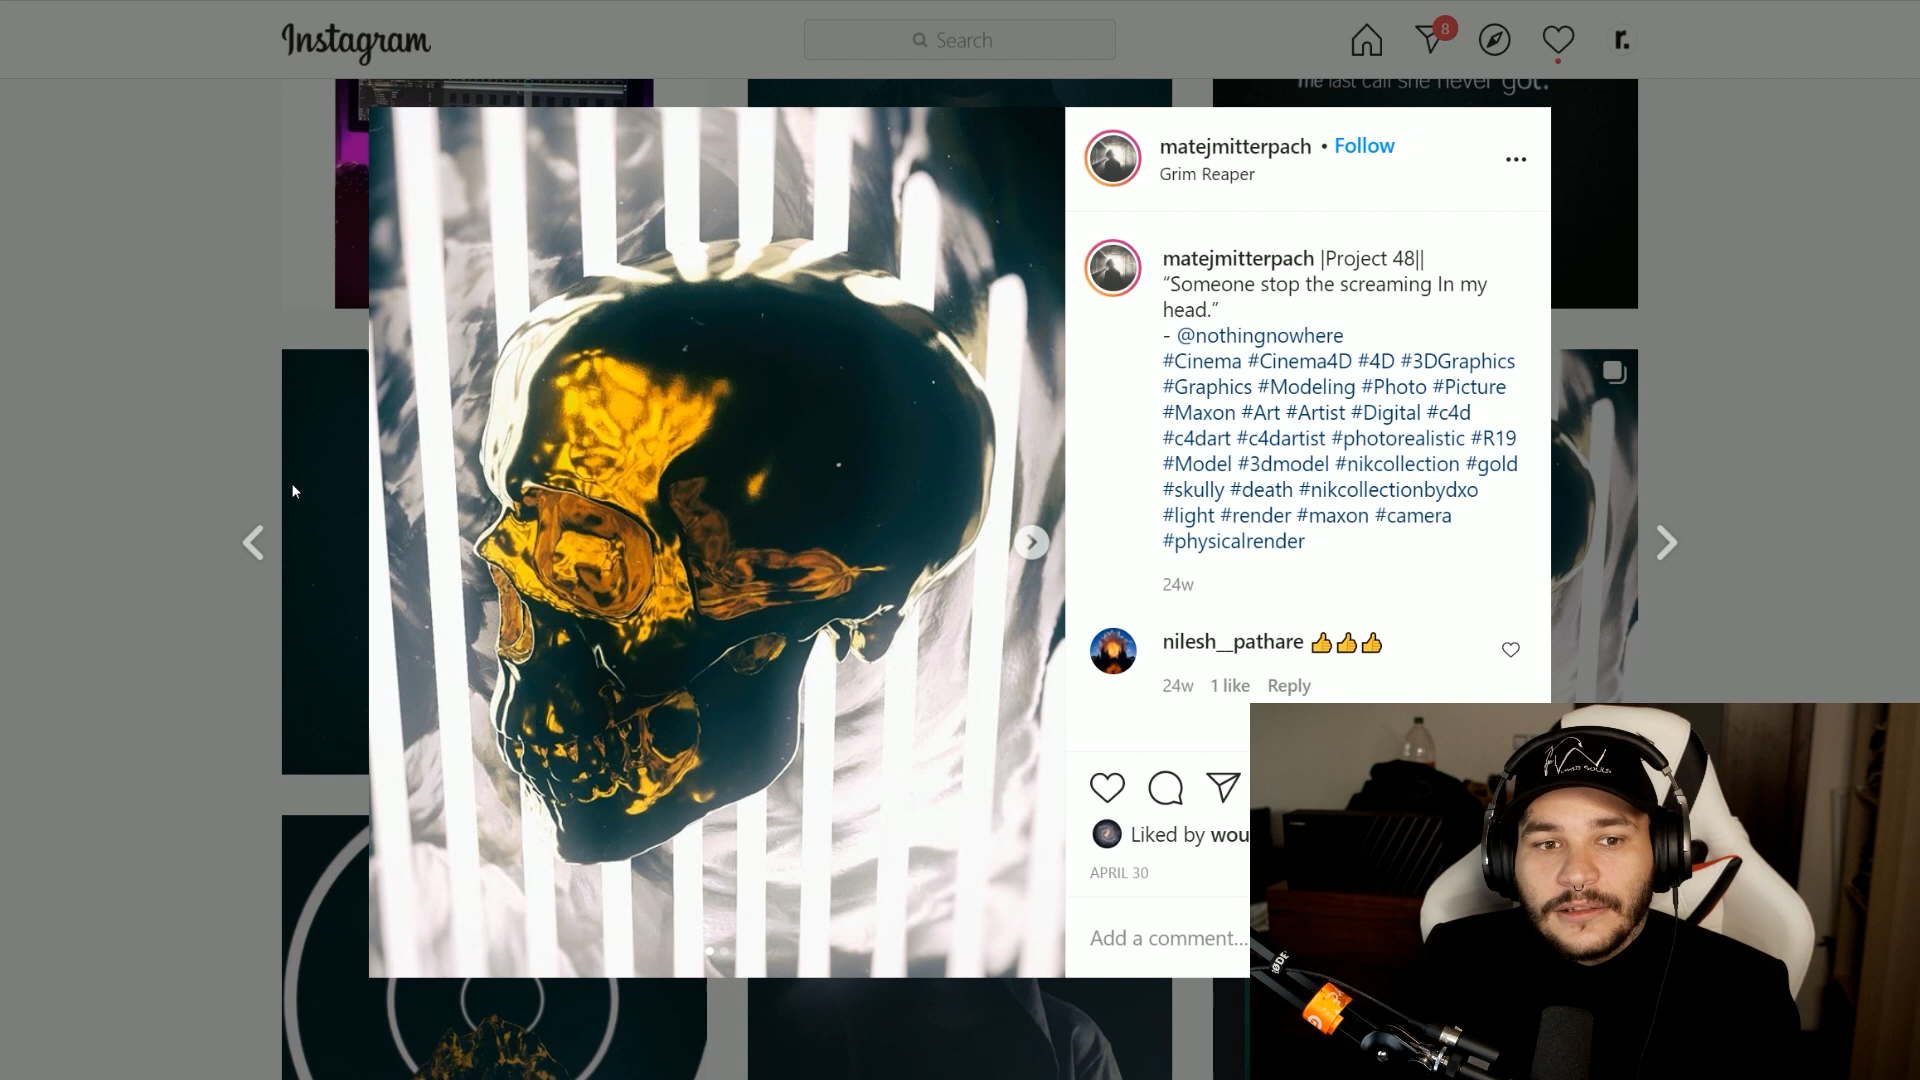 Instagram
Search
8
r.
me last call she never got.
matejmitterpach • Follow
Grim Reaper
matejmitterpach |Project 48||
“Someone stop the screaming In my
head.”
- @nothingnowhere
#Cinema #Cinema4D #4D #3DGraphics
#Graphics #Modeling #Photo #Picture
#Maxon #Art #Artist #Digital #c4d
#c4dart #c4dartist #photorealistic #R19
#Model #3dmodel #nikcollection #gold
#skully #death #nikcollectionbydxo
#light #render #maxon #camera
#physicalrender
24w
nilesh__pathare 👍👍👍
24w 1 like Reply
Liked by wou
APRIL 30
Add a comment...
RØDE